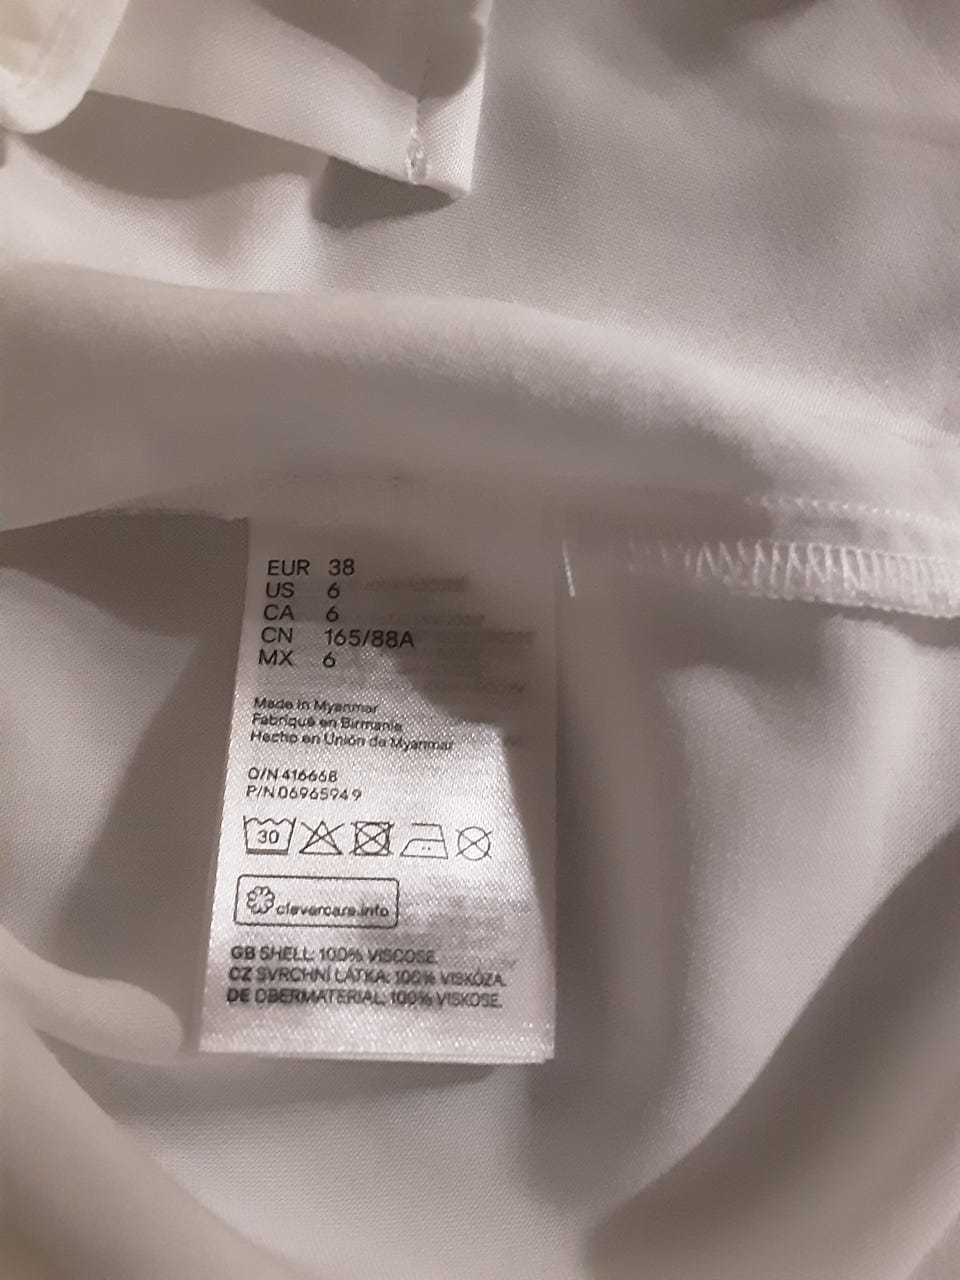 EUR 38
US 6
CA 6
CN 165/88A
MX 6
Made in Myanmar
Fabriqué en Birmanie
Hecho en Unión de Myanmar
O/N 416668
P/N 06965949
30
clevercare.info
GB SHELL: 100% VISCOSE.
CZ SVRCHNÍ LÁTKA: 100% VISKÓZA.
DE OBERMATERIAL: 100% VISKOSE.